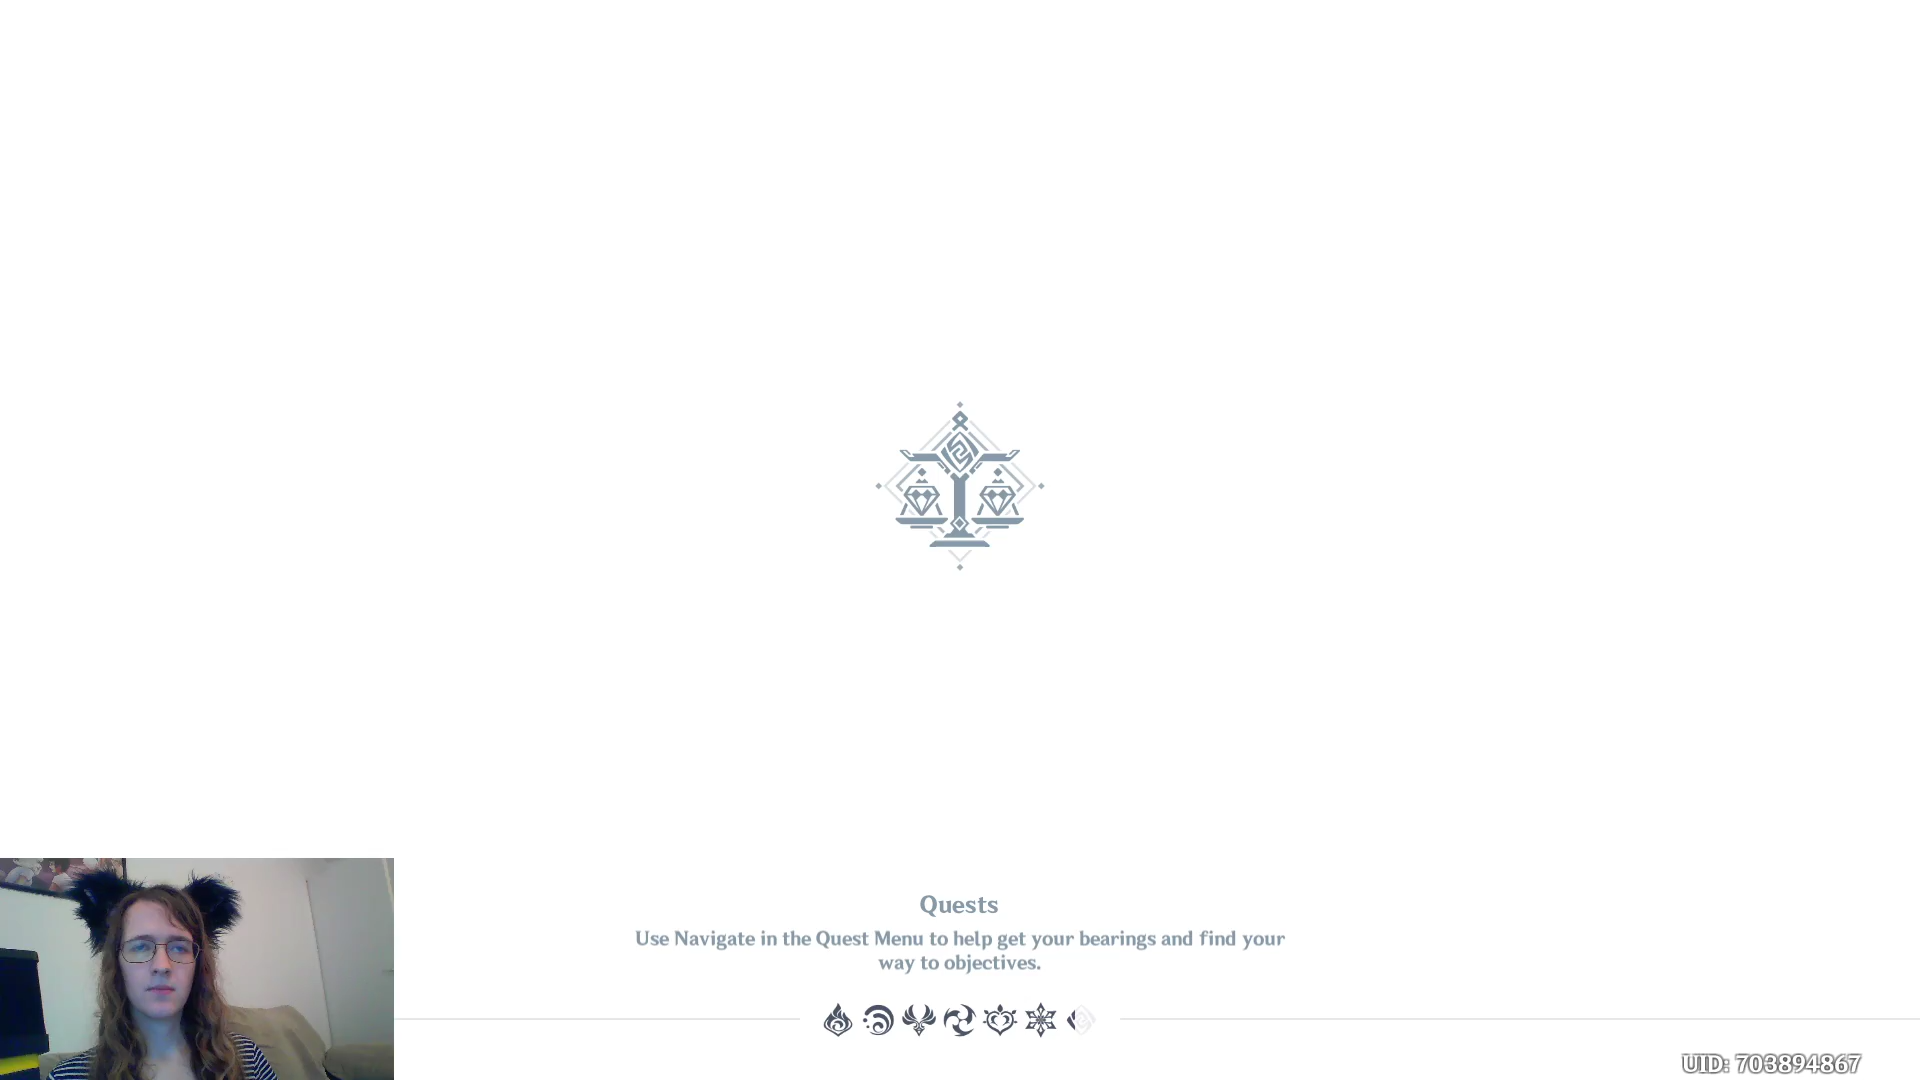 Quests
Use Navigate in the Quest Menu to help get your bearings and find your
way to objectives.
UID: 703894867